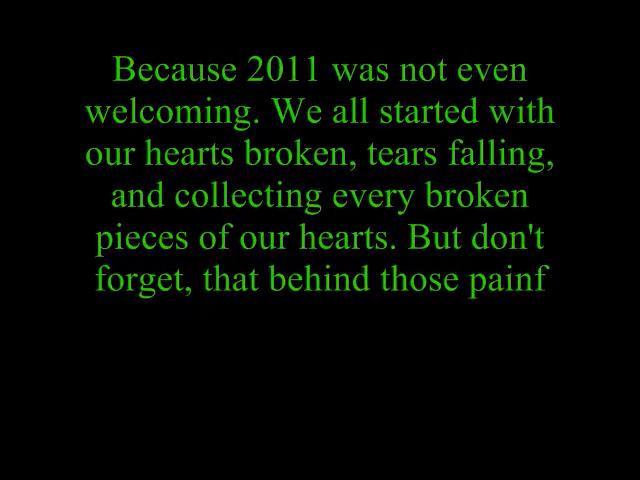 Because 2011 was not even
welcoming. We all started with
our hearts broken, tears falling,
and collecting every broken
pieces of our hearts. But don't
forget, that behind those painf